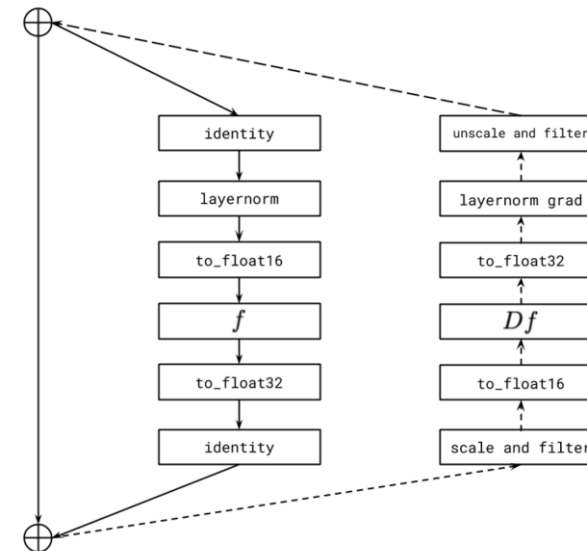 identity
layernorm
to_float16
f
to_float32
identity
unscale and filter
layernorm grad
to_float32
Df
to_float16
scale and filter